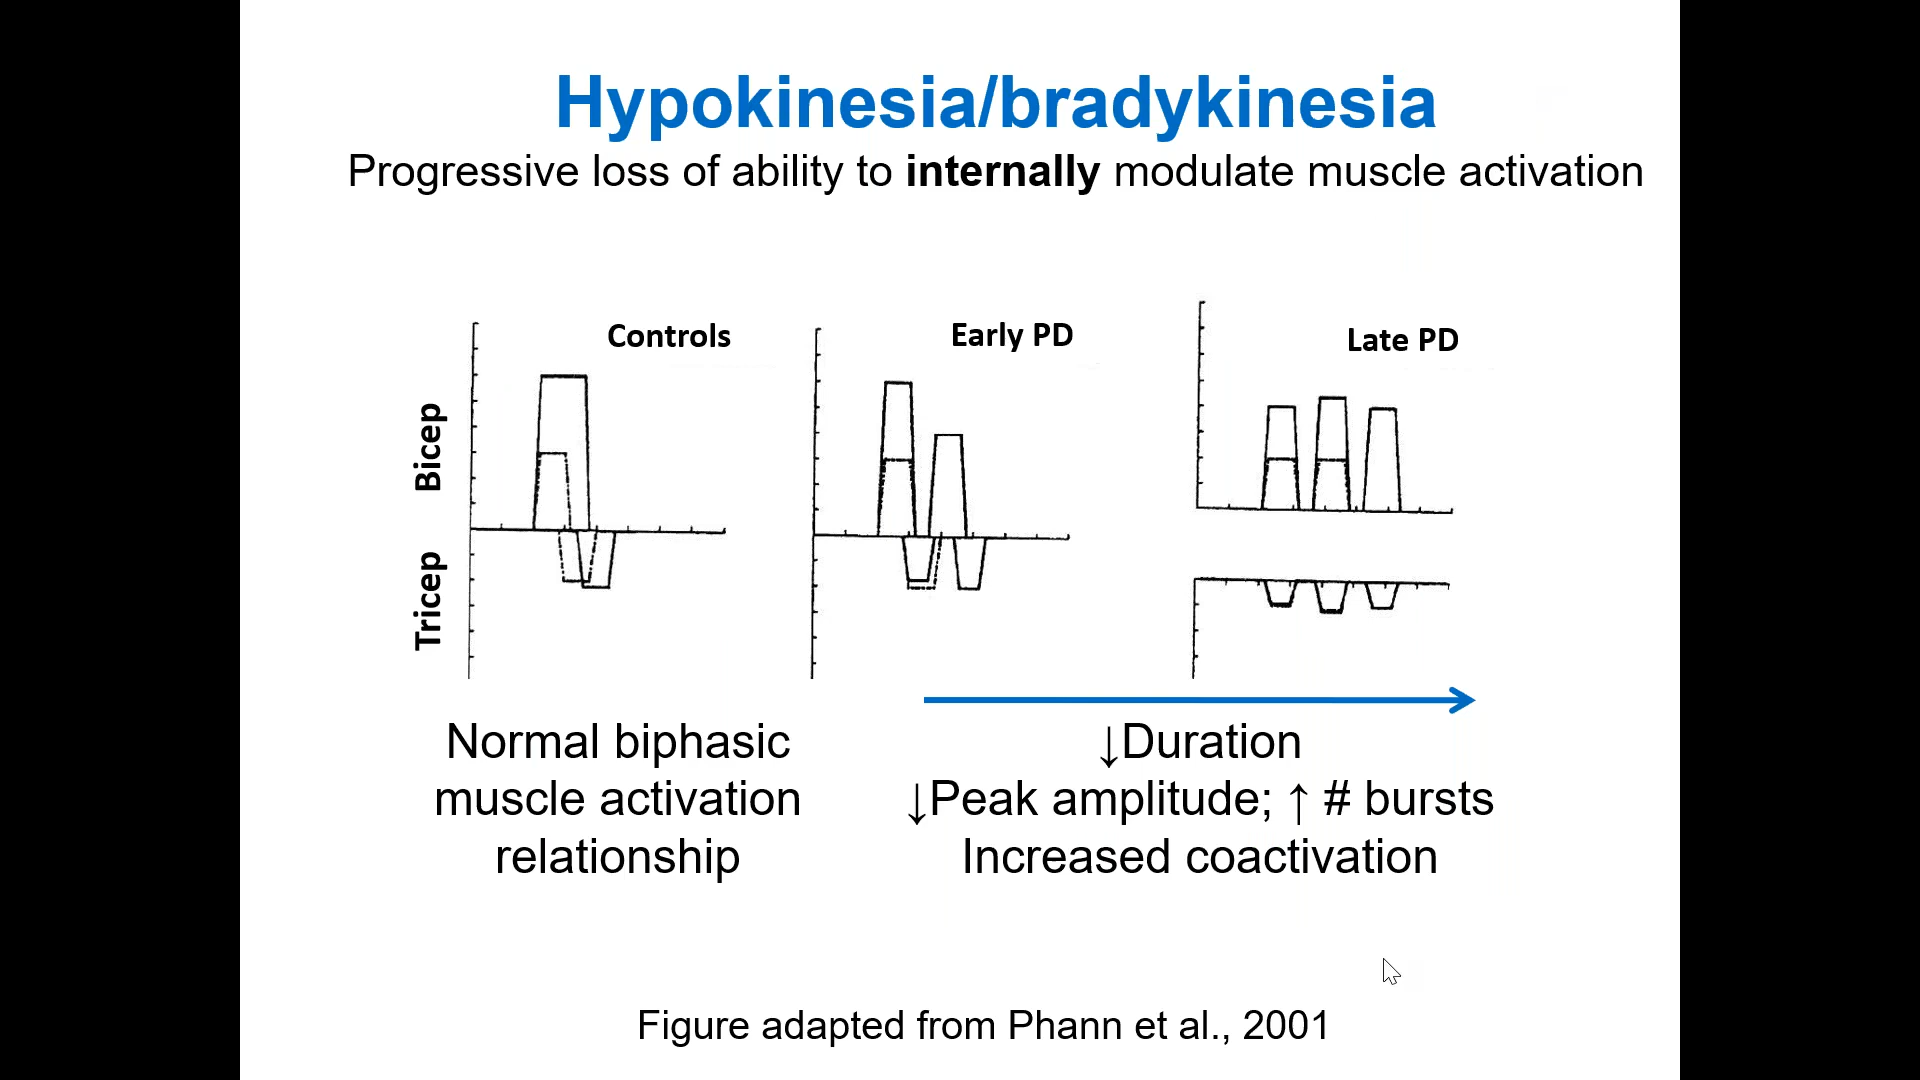 Hypokinesia/bradykinesia
Progressive loss of ability to internally modulate muscle activation
Controls
Early PD
Late PD
Bicep
Tricep
Normal biphasic
muscle activation
relationship
↓Duration
↓Peak amplitude; ↑ # bursts
Increased coactivation
Figure adapted from Phann et al., 2001